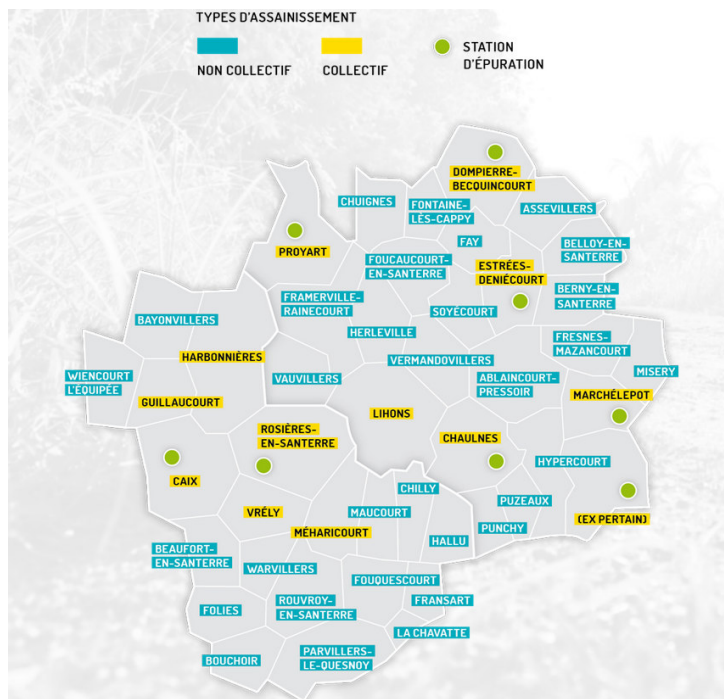 TYPES D'ASSAINISSEMENT
NON COLLECTIF
COLLECTIF
STATION
D'ÉPURATION
DOMPIERRE-
BECQUINCOURT
CHUIGNES
FONTAINE-
LÈS-CAPPY
ASSEVILLERS
PROYART
FAY
BELLOY-EN-
SANTERRE
FOUCAUCOURT-
EN-SANTERRE
ESTRÉES-
DENIÉCOURT
BERNY-EN-
SANTERRE
FRAMERVILLE-
RAINECOURT
SOYÉCOURT
BAYONVILLERS
HERLEVILLE
FRESNES-
MAZANCOURT
HARBONNIÈRES
VERMANDOVILLERS
WIENCOURT
L'ÉQUIPÉE
VAUVILLERS
ABLAINCOURT-
PRESSOIR
MISERY
GUILLAUCOURT
MARCHÉLEPOT
LIHONS
ROSIÈRES-
EN-SANTERRE
CHAULNES
HYPERCOURT
CAIX
CHILLY
PUZEAUX
VRÉLY
MAUCOURT
(EX PERTAIN)
MÉHARICOURT
PUNCHY
HALLU
BEAUFORT-
EN-SANTERRE
WARVILLERS
FOUQUESCOURT
ROUVROY-
EN-SANTERRE
FRANSART
FOLIES
LA CHAVATTE
PARVILLERS-
LE-QUESNOY
BOUCHOIR